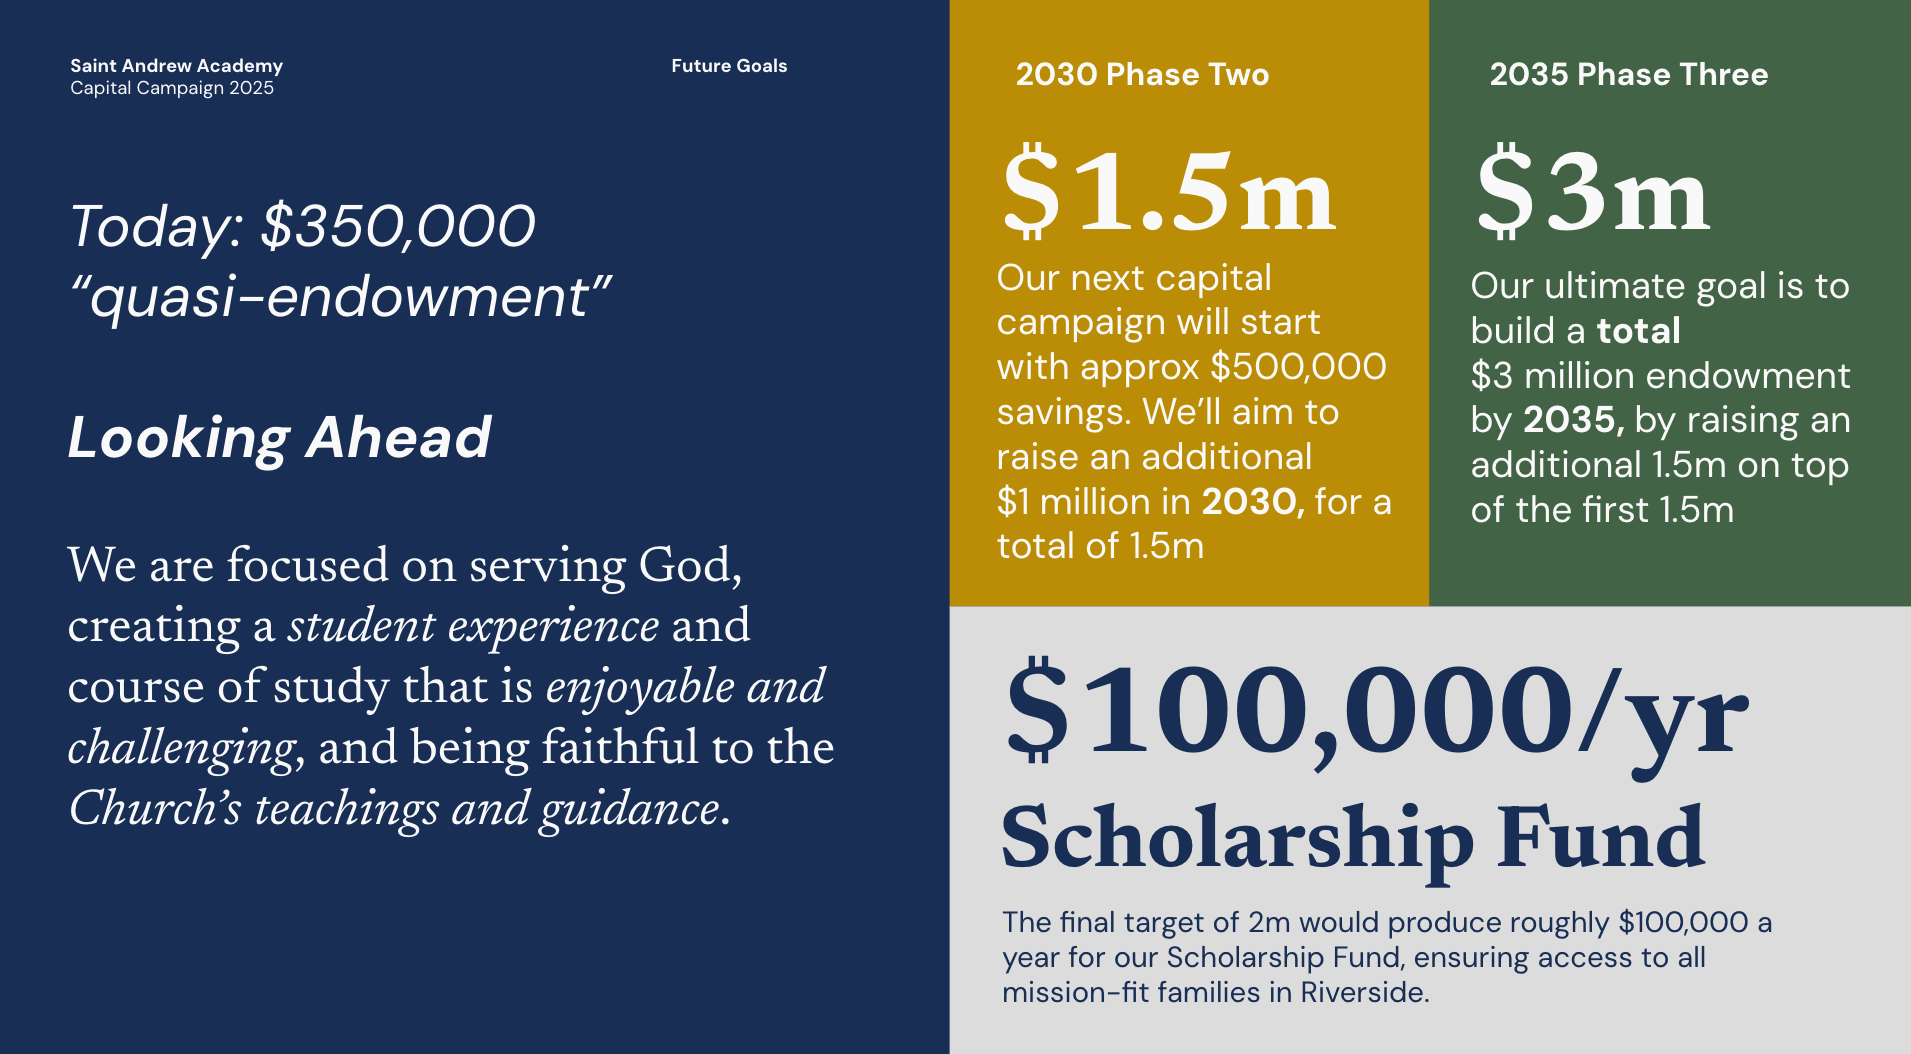 Saint Andrew Academy
Capital Campaign 2025
Future Goals
Today: $350,000
“quasi-endowment”
Looking Ahead
We are focused on serving God,
creating a student experience and
course of study that is enjoyable and
challenging, and being faithful to the
Church’s teachings and guidance.
2030 Phase Two
$1.5m
Our next capital
campaign will start
with approx $500,000
savings. We’ll aim to
raise an additional
$1 million in 2030, for a
total of 1.5m
2035 Phase Three
$3m
Our ultimate goal is to
build a total
$3 million endowment
by 2035, by raising an
additional 1.5m on top
of the first 1.5m
$100,000/yr
Scholarship Fund
The final target of 2m would produce roughly $100,000 a
year for our Scholarship Fund, ensuring access to all
mission-fit families in Riverside.